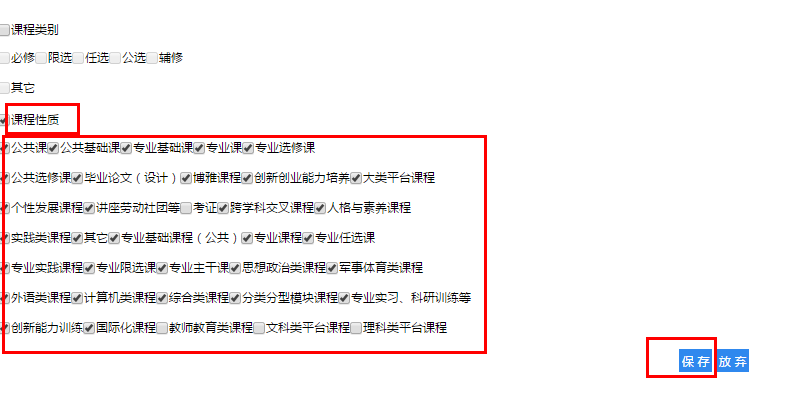 课程类别
必修 限选 任选 公选 辅修
其它
课程性质
公共课 公共基础课 专业基础课 专业课 专业选修课
公共选修课 毕业论文（设计） 博雅课程 创新创业能力培养 大类平台课程
个性发展课程 讲座劳动社团等 考证 跨学科交叉课程 人格与素养课程
实践类课程 其它 专业基础课程（公共） 专业课程 专业任选课
专业实践课程 专业限选课 专业主干课 思想政治类课程 军事体育类课程
外语类课程 计算机类课程 综合类课程 分类分型模块课程 专业实习、科研训练等
创新能力训练 国际化课程 教师教育类课程 文科类平台课程 理科类平台课程
保存 放弃